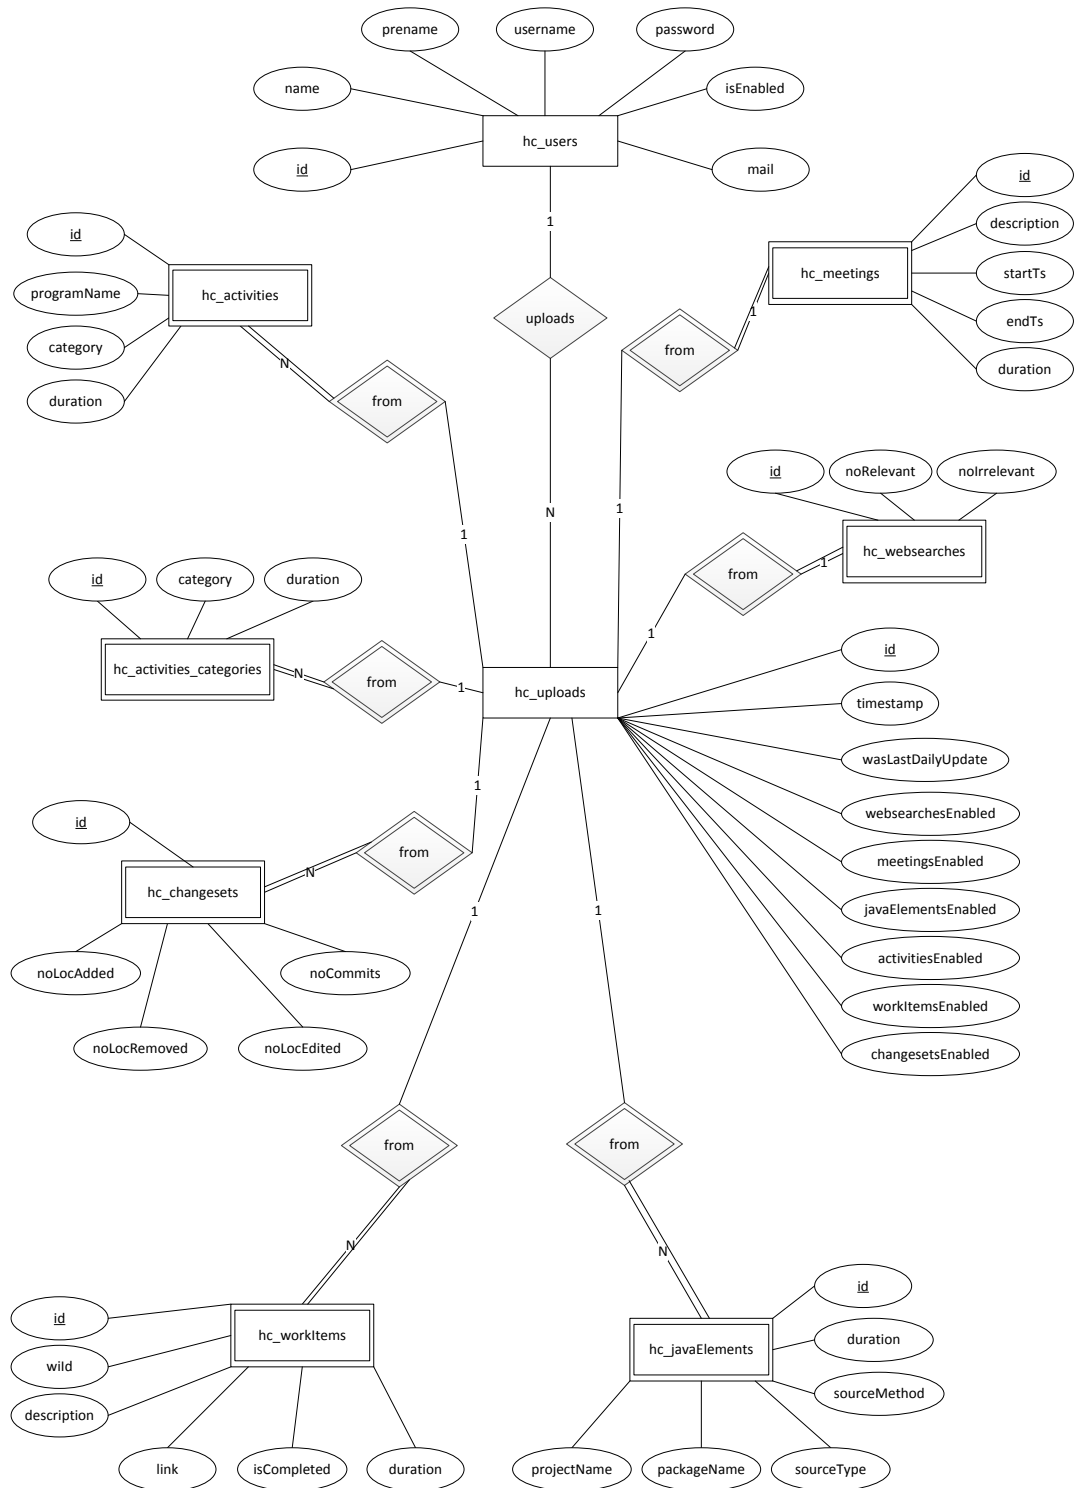 prename
username
password
name
isEnabled
hc_users
id
mail
id
description
startTs
endTs
duration
hc_meetings
1
1
from
1
id
programName
category
duration
hc_activities
N
from
1
uploads
N
id
noRelevant
noIrrelevant
hc_websearches
1
from
1
id
category
duration
hc_activities_categories
N
from
1
hc_uploads
id
timestamp
wasLastDailyUpdate
websearchesEnabled
meetingsEnabled
javaElementsEnabled
activitiesEnabled
workItemsEnabled
changesetsEnabled
1
id
from
N
hc_changesets
noLocAdded
noCommits
noLocRemoved
noLocEdited
1
1
from
from
N
N
id
wiId
description
hc_workItems
link
isCompleted
duration
id
duration
sourceMethod
hc_javaElements
projectName
packageName
sourceType